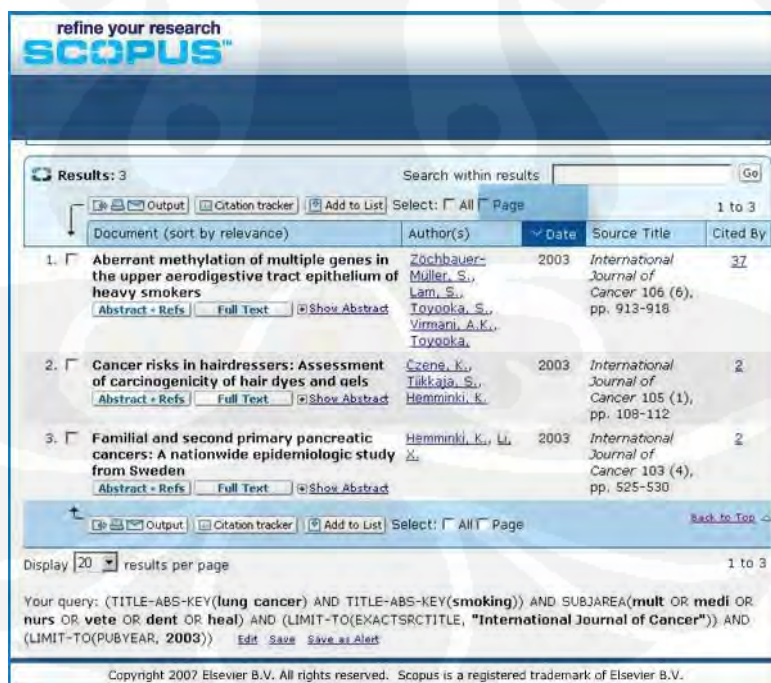 refine your research
SCOPUS™
Results: 3
Search within results
Go
Output Citation tracker Add to List Select: All Page
1 to 3
Document (sort by relevance) Author(s) Date Source Title Cited By
1. Aberrant methylation of multiple genes in the upper aerodigestive tract epithelium of heavy smokers
Abstract + Refs Full Text Show Abstract
Zöchbauer-Müller, S., Lam, S., Toyooka, S., Virmani, A.K., Toyooka,
2003
International Journal of Cancer 106 (6), pp. 913-918
37
2. Cancer risks in hairdressers: Assessment of carcinogenicity of hair dyes and gels
Abstract + Refs Full Text Show Abstract
Czene, K., Tiikkaja, S., Hemminki, K.
2003
International Journal of Cancer 105 (1), pp. 108-112
2
3. Familial and second primary pancreatic cancers: A nationwide epidemiologic study from Sweden
Abstract + Refs Full Text Show Abstract
Hemminki, K., Li, X.
2003
International Journal of Cancer 103 (4), pp. 525-530
2
Output Citation tracker Add to List Select: All Page
Back to Top
Display 20 results per page
1 to 3
Your query: (TITLE-ABS-KEY(lung cancer) AND TITLE-ABS-KEY(smoking)) AND SUBJAREA(mult OR medi OR
nurs OR vete OR dent OR heal) AND (LIMIT-TO(EXACTSRCTITLE, "International Journal of Cancer")) AND
(LIMIT-TO(PUBYEAR, 2003)) Edit Save Save as Alert
Copyright 2007 Elsevier B.V. All rights reserved. Scopus is a registered trademark of Elsevier B.V.